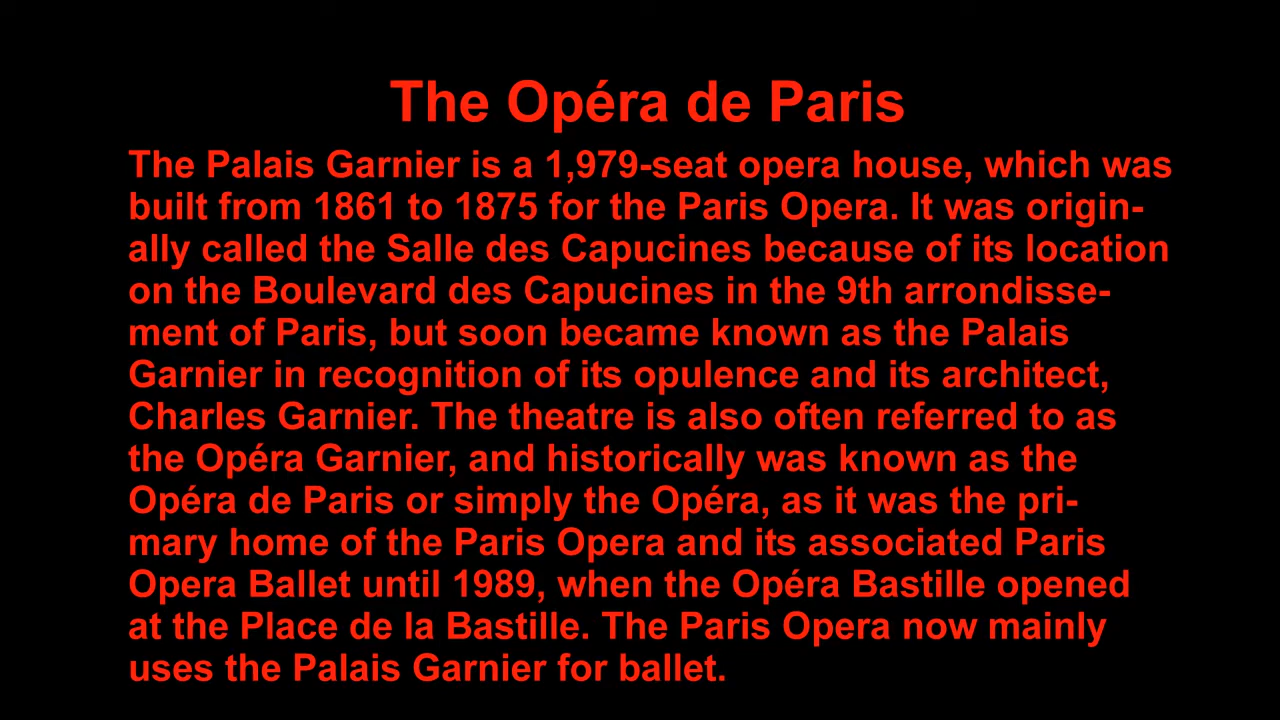 The Opéra de Paris
The Palais Garnier is a 1,979-seat opera house, which was
built from 1861 to 1875 for the Paris Opera. It was origin-
ally called the Salle des Capucines because of its location
on the Boulevard des Capucines in the 9th arrondisse-
ment of Paris, but soon became known as the Palais
Garnier in recognition of its opulence and its architect,
Charles Garnier. The theatre is also often referred to as
the Opéra Garnier, and historically was known as the
Opéra de Paris or simply the Opéra, as it was the pri-
mary home of the Paris Opera and its associated Paris
Opera Ballet until 1989, when the Opéra Bastille opened
at the Place de la Bastille. The Paris Opera now mainly
uses the Palais Garnier for ballet.